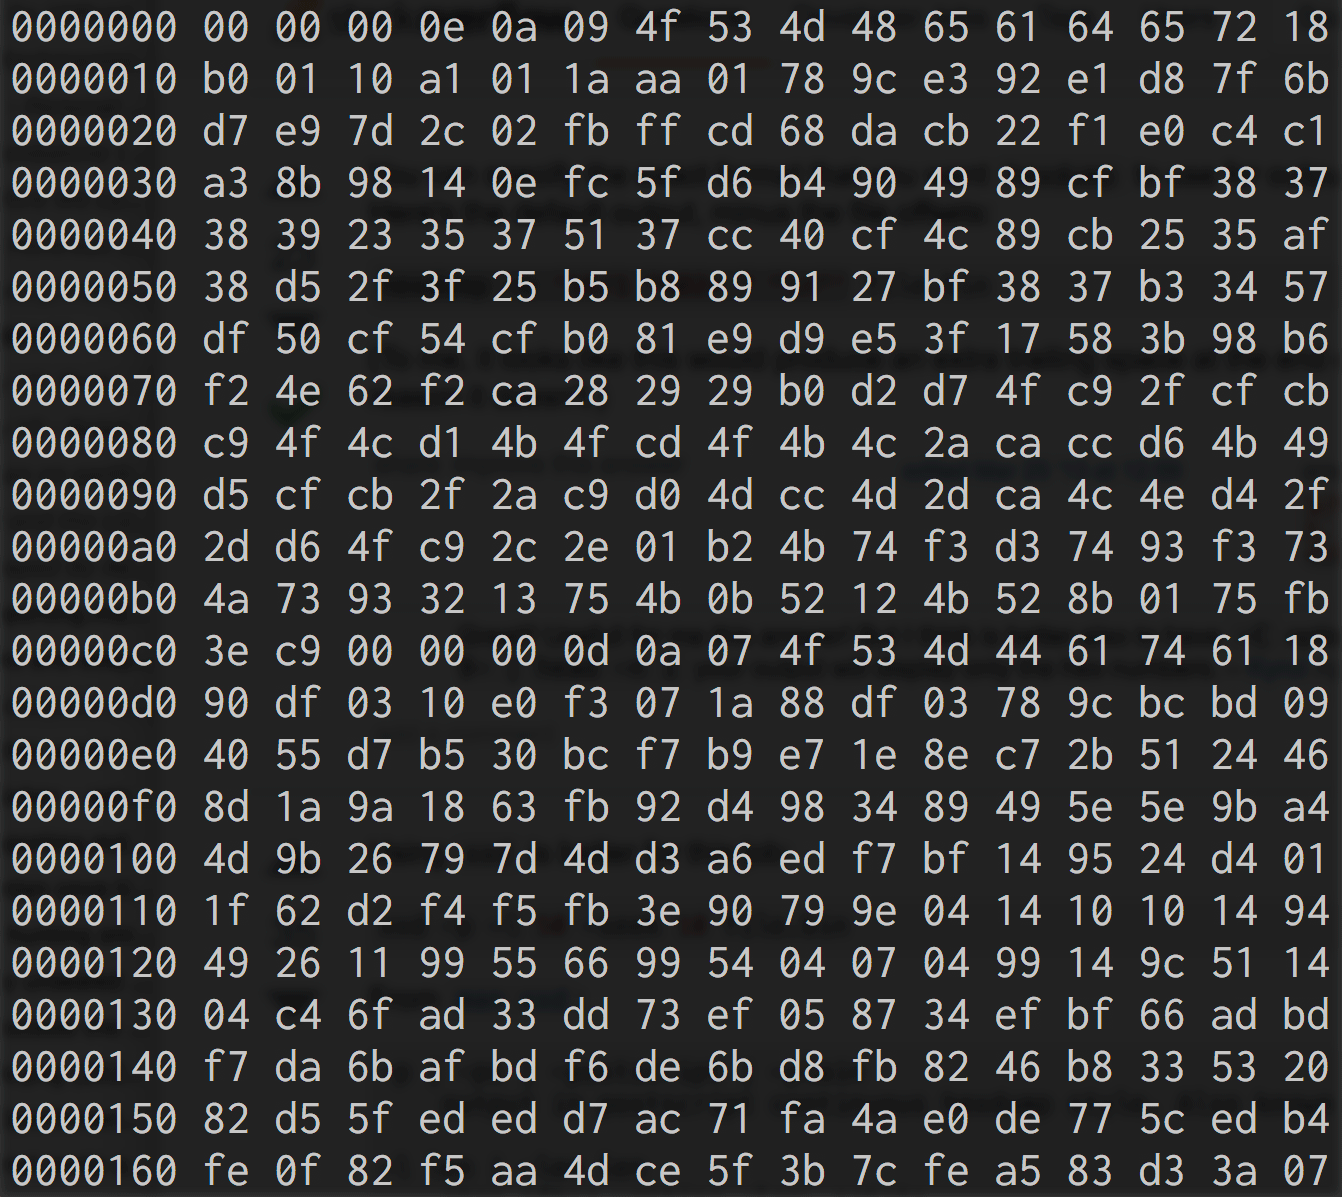 0000000 00 00 00 0e 0a 09 4f 53 4d 48 65 61 64 65 72 18
0000010 b0 01 10 a1 01 1a aa 01 78 9c e3 92 e1 d8 7f 6b
0000020 d7 e9 7d 2c 02 fb ff cd 68 da cb 22 f1 e0 c4 c1
0000030 a3 8b 98 14 0e fc 5f d6 b4 90 49 89 cf bf 38 37
0000040 38 39 23 35 37 51 37 cc 40 cf 4c 89 cb 25 35 af
0000050 38 d5 2f 3f 25 b5 b8 89 91 27 bf 38 37 b3 34 57
0000060 df 50 cf 54 cf b0 81 e9 d9 e5 3f 17 58 3b 98 b6
0000070 f2 4e 62 f2 ca 28 29 29 b0 d2 d7 4f c9 2f cf cb
0000080 c9 4f 4c d1 4b 4f cd 4f 4b 4c 2a ca cc d6 4b 49
0000090 d5 cf cb 2f 2a c9 d0 4d cc 4d 2d ca 4c 4e d4 2f
00000a0 2d d6 4f c9 2c 2e 01 b2 4b 74 f3 d3 74 93 f3 73
00000b0 4a 73 93 32 13 75 4b 0b 52 12 4b 52 8b 01 75 fb
00000c0 3e c9 00 00 00 0d 0a 07 4f 53 4d 44 61 74 61 18
00000d0 90 df 03 10 e0 f3 07 1a 88 df 03 78 9c bc bd 09
00000e0 40 55 d7 b5 30 bc f7 b9 e7 1e 8e c7 2b 51 24 46
00000f0 8d 1a 9a 18 63 fb 92 d4 98 34 89 49 5e 5e 9b a4
0000100 4d 9b 26 79 7d 4d d3 a6 ed f7 bf 14 95 24 d4 01
0000110 1f 62 d2 f4 f5 fb 3e 90 79 9e 04 14 10 10 14 94
0000120 49 26 11 99 55 66 99 54 04 07 04 99 14 9c 51 14
0000130 04 c4 6f ad 33 dd 73 ef 05 87 34 ef bf 66 ad bd
0000140 f7 da 6b af bd f6 de 6b d8 fb 82 46 b8 33 53 20
0000150 82 d5 5f ed ed d7 ac 71 fa 4a e0 de 77 5c ed b4
0000160 fe 0f 82 f5 aa 4d ce 5f 3b 7c fe a5 83 d3 3a 07